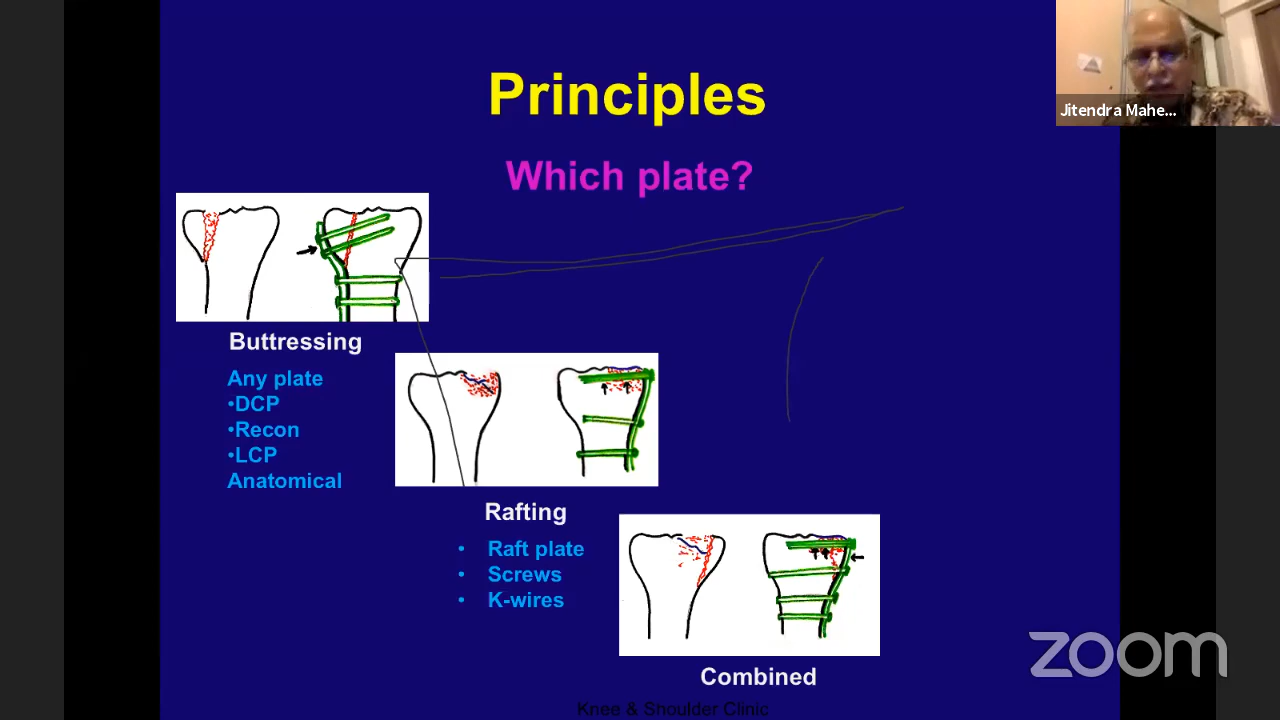 Principles
Jitendra Mahe...
Which plate?
Buttressing
Any plate
•DCP
•Recon
•LCP
Anatomical
Rafting
• Raft plate
• Screws
• K-wires
Combined
zoom
Knee & Shoulder Clinic